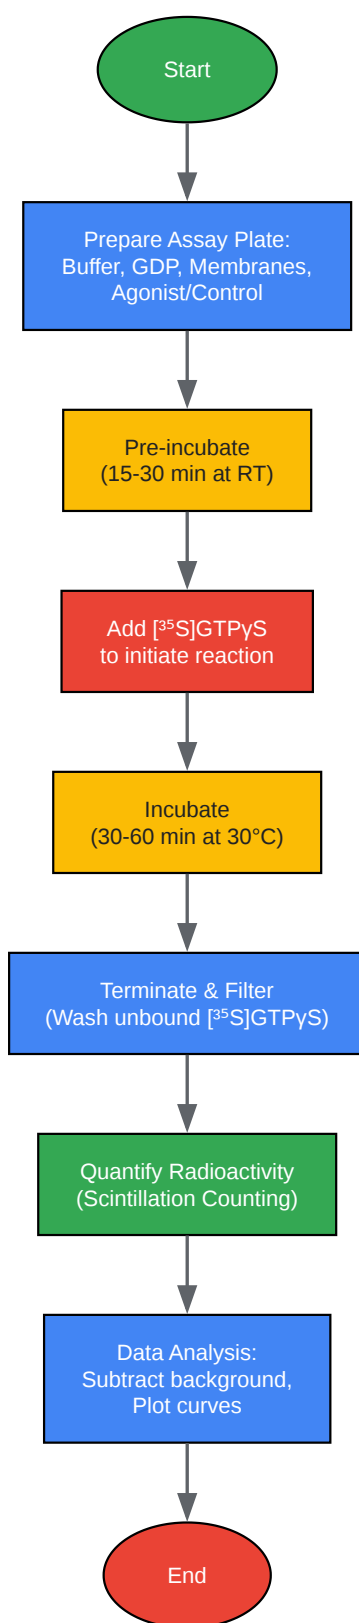 Start
Prepare Assay Plate:
Buffer, GDP, Membranes,
Agonist/Control
Pre-incubate
(15-30 min at RT)
Add [³⁵S]GTPγS
to initiate reaction
Incubate
(30-60 min at 30°C)
Terminate & Filter
(Wash unbound [³⁵S]GTPγS)
Quantify Radioactivity
(Scintillation Counting)
Data Analysis:
Subtract background,
Plot curves
End